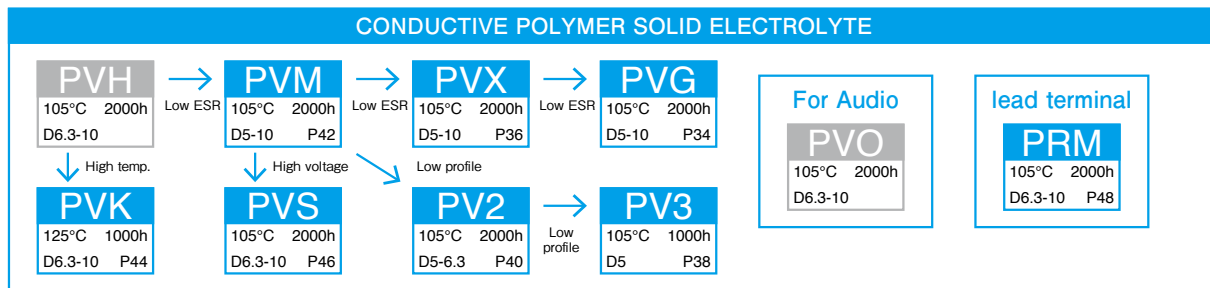 CONDUCTIVE POLYMER SOLID ELECTROLYTE
PVH
105°C 2000h
D6.3-10
Low ESR
PVM
105°C 2000h
D5-10 P42
Low ESR
PVX
105°C 2000h
D5-10 P36
Low ESR
PVG
105°C 2000h
D5-10 P34
High temp.
High voltage
Low profile
PVK
125°C 1000h
D6.3-10 P44
PVS
105°C 2000h
D6.3-10 P46
PV2
105°C 2000h
D5-6.3 P40
Low
profile
PV3
105°C 1000h
D5 P38
For Audio
PVO
105°C 2000h
D6.3-10
lead terminal
PRM
105°C 2000h
D6.3-10 P48